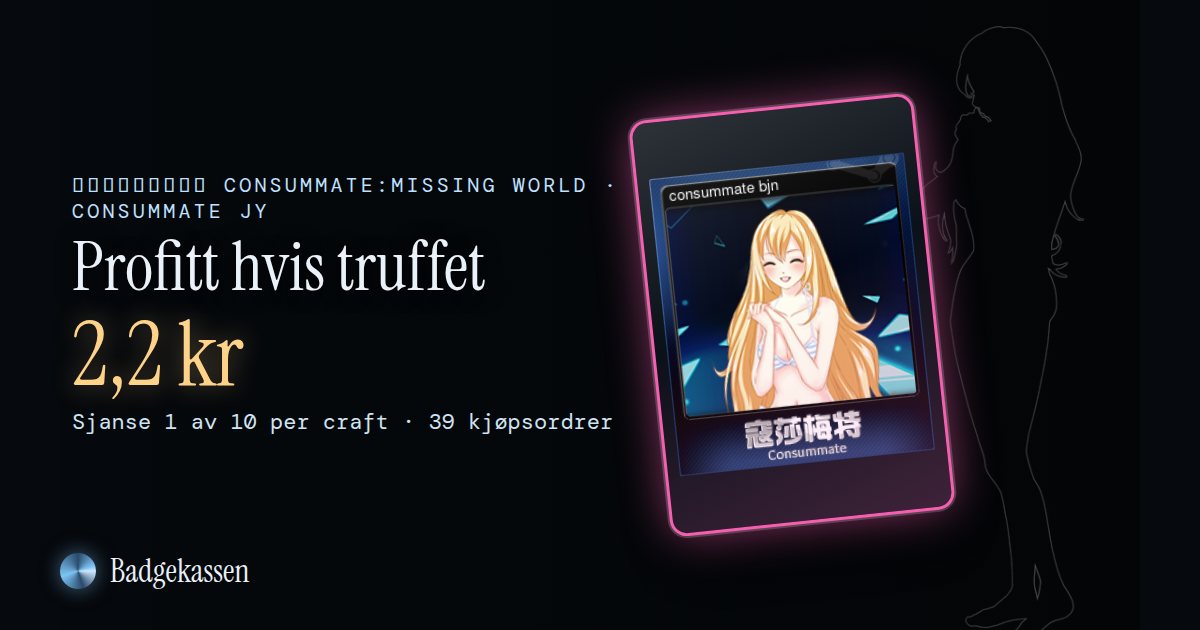 CONSUMMATE:MISSING WORLD ·
CONSUMMATE JY
Profitt hvis truffet
2,2 kr
Sjanse 1 av 10 per craft · 39 kjøpsordrer
consummate bjn
寇莎梅特
Consummate
Badgekassen